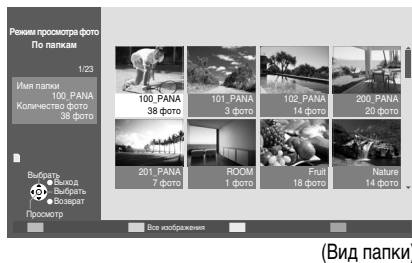 Режим просмотра фото
По папкам
1/23
Имя папки
100_PANA
Количество фото
38 фото
Выбрать
Выход
Выбрать
Возврат
Просмотр
100_PANA
38 фото
101_PANA
3 фото
102_PANA
14 фото
200_PANA
20 фото
201_PANA
7 фото
ROOM
1 фото
Fruit
18 фото
Nature
14 фото
Все изображения
(Вид папки)